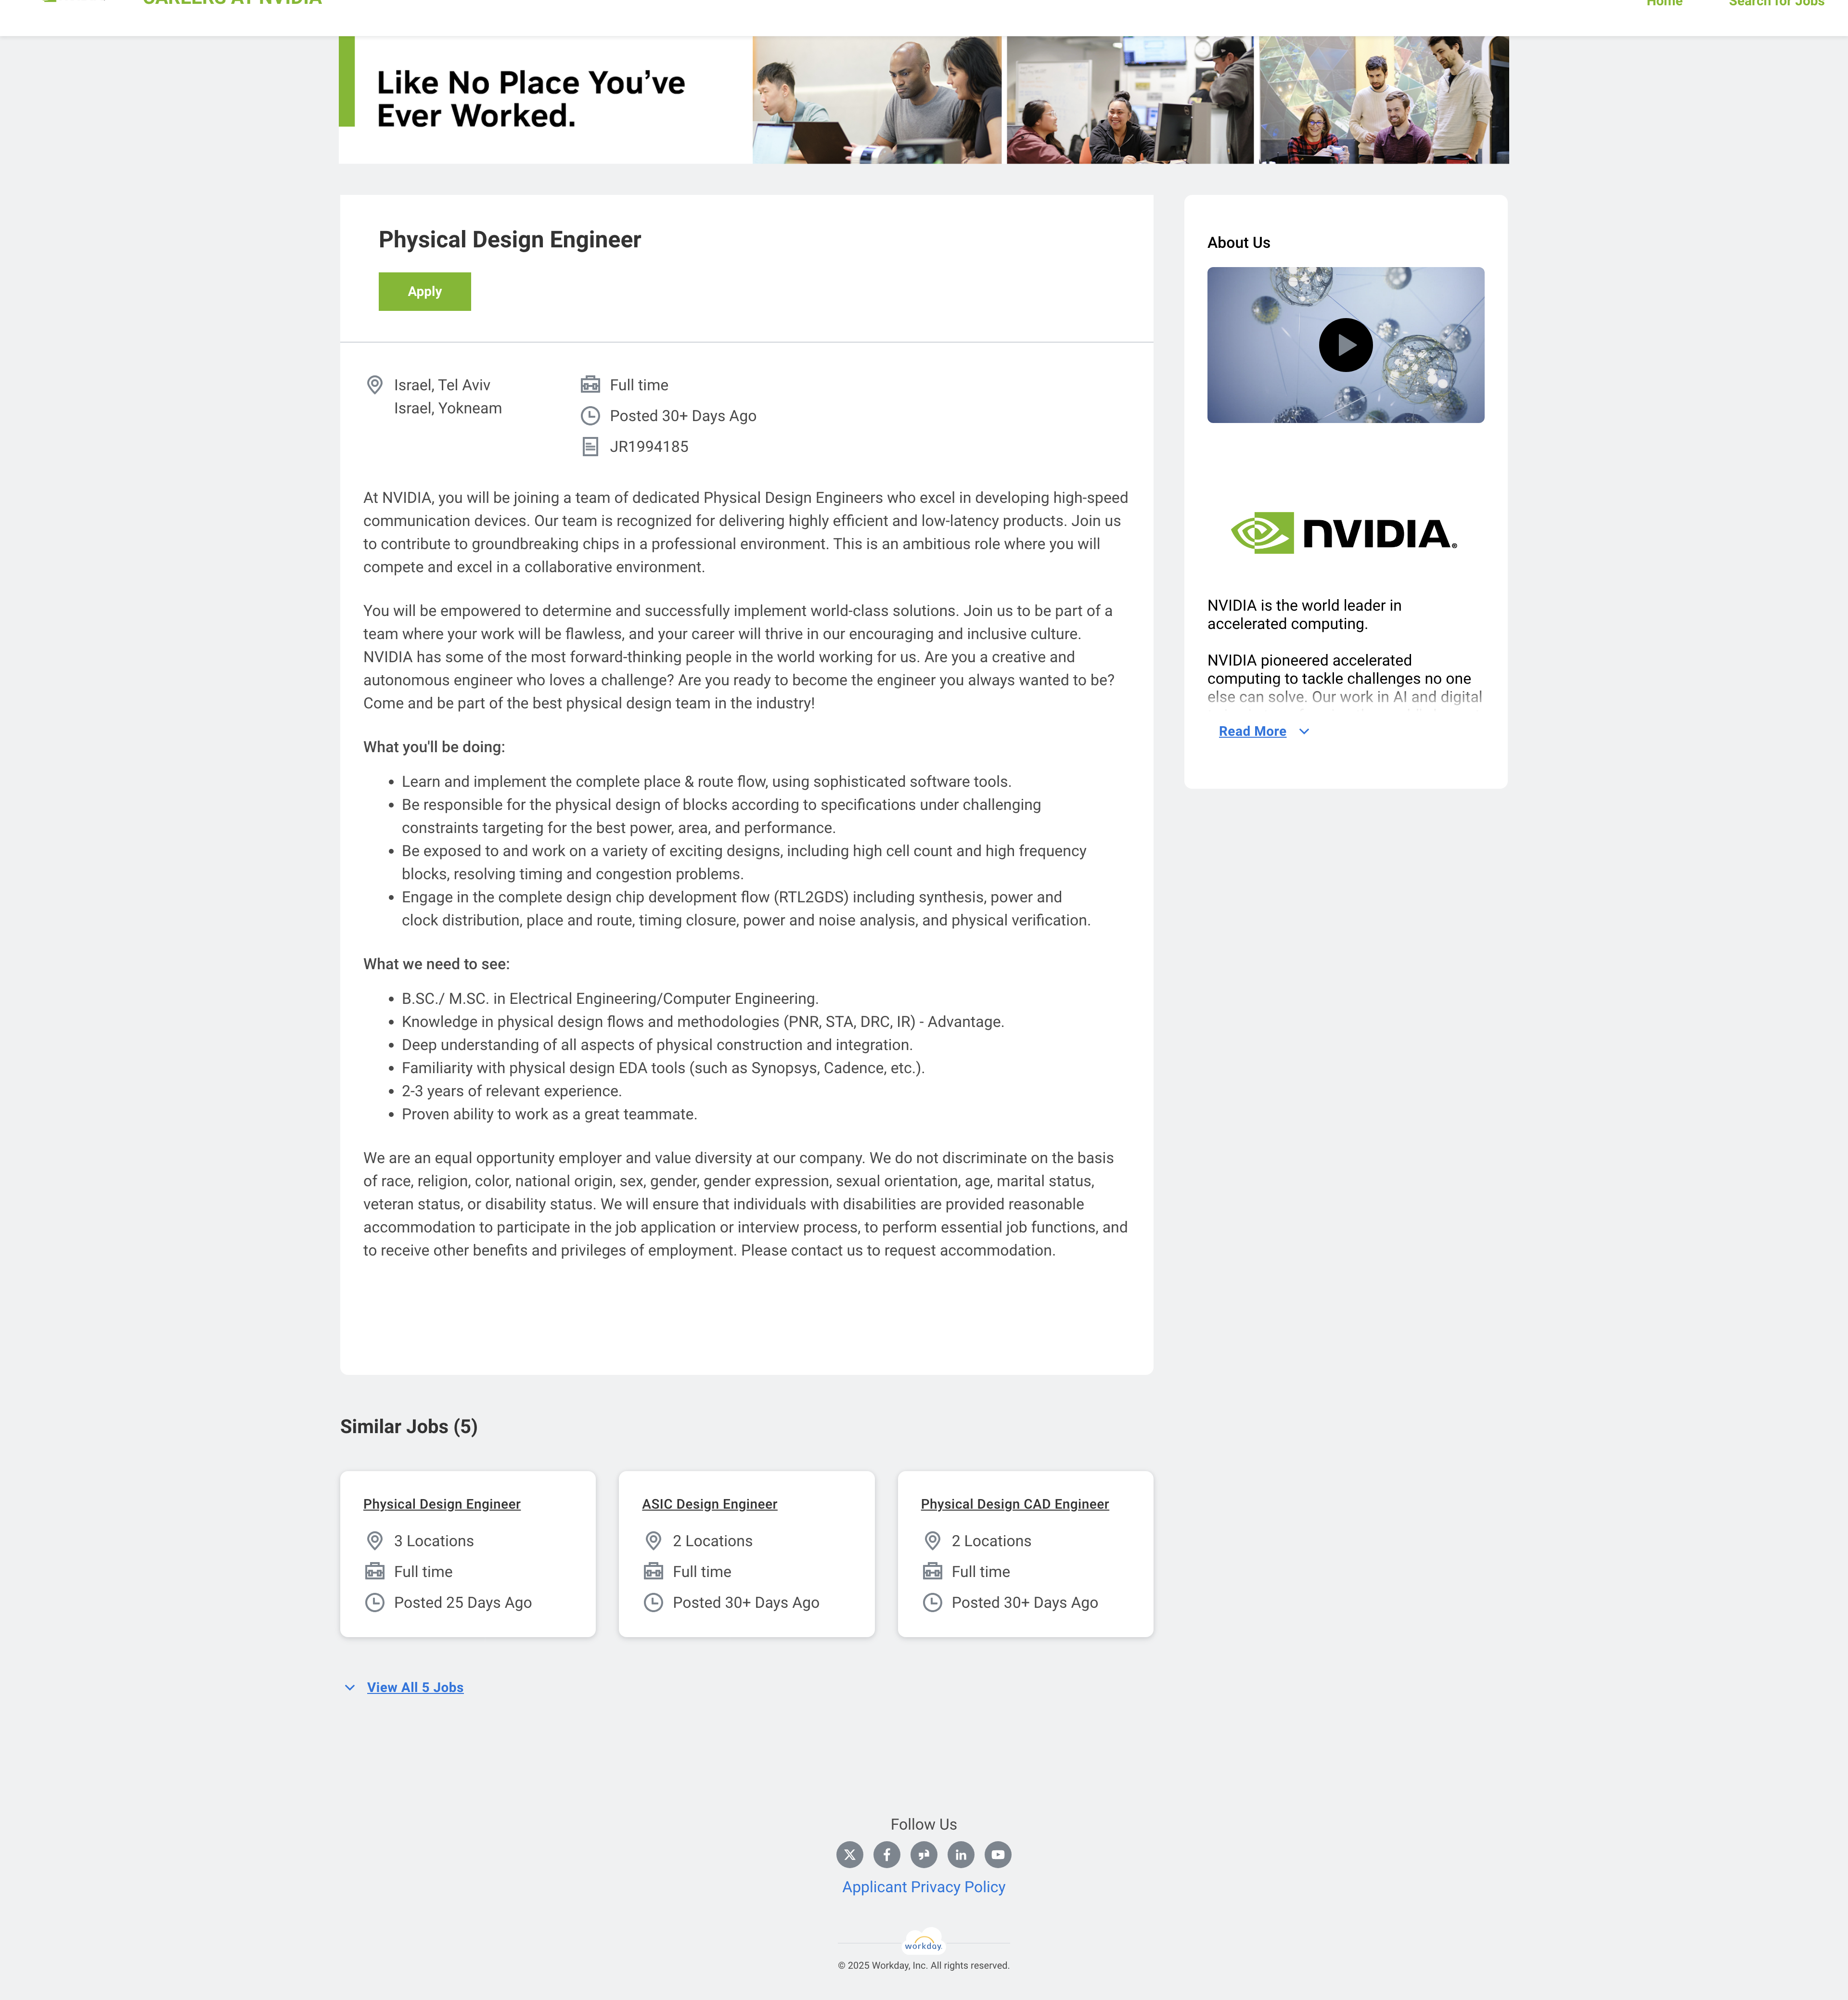 CAREERS AT NVIDIA
Home
Search for Jobs
Like No Place You've
Ever Worked.
Physical Design Engineer
Apply
Israel, Tel Aviv
Israel, Yokneam
Full time
Posted 30+ Days Ago
JR1994185
At NVIDIA, you will be joining a team of dedicated Physical Design Engineers who excel in developing high-speed
communication devices. Our team is recognized for delivering highly efficient and low-latency products. Join us
to contribute to groundbreaking chips in a professional environment. This is an ambitious role where you will
compete and excel in a collaborative environment.
You will be empowered to determine and successfully implement world-class solutions. Join us to be part of a
team where your work will be flawless, and your career will thrive in our encouraging and inclusive culture.
NVIDIA has some of the most forward-thinking people in the world working for us. Are you a creative and
autonomous engineer who loves a challenge? Are you ready to become the engineer you always wanted to be?
Come and be part of the best physical design team in the industry!
What you'll be doing:
• Learn and implement the complete place & route flow, using sophisticated software tools.
• Be responsible for the physical design of blocks according to specifications under challenging
constraints targeting for the best power, area, and performance.
• Be exposed to and work on a variety of exciting designs, including high cell count and high frequency
blocks, resolving timing and congestion problems.
• Engage in the complete design chip development flow (RTL2GDS) including synthesis, power and
clock distribution, place and route, timing closure, power and noise analysis, and physical verification.
What we need to see:
• B.SC./ M.SC. in Electrical Engineering/Computer Engineering.
• Knowledge in physical design flows and methodologies (PNR, STA, DRC, IR) - Advantage.
• Deep understanding of all aspects of physical construction and integration.
• Familiarity with physical design EDA tools (such as Synopsys, Cadence, etc.).
• 2-3 years of relevant experience.
• Proven ability to work as a great teammate.
We are an equal opportunity employer and value diversity at our company. We do not discriminate on the basis
of race, religion, color, national origin, sex, gender, gender expression, sexual orientation, age, marital status,
veteran status, or disability status. We will ensure that individuals with disabilities are provided reasonable
accommodation to participate in the job application or interview process, to perform essential job functions, and
to receive other benefits and privileges of employment. Please contact us to request accommodation.
About Us
NVIDIA.
NVIDIA is the world leader in
accelerated computing.
NVIDIA pioneered accelerated
computing to tackle challenges no one
else can solve. Our work in AI and digital
Read More
Similar Jobs (5)
Physical Design Engineer
3 Locations
Full time
Posted 25 Days Ago
ASIC Design Engineer
2 Locations
Full time
Posted 30+ Days Ago
Physical Design CAD Engineer
2 Locations
Full time
Posted 30+ Days Ago
View All 5 Jobs
Follow Us
Applicant Privacy Policy
workday
© 2025 Workday, Inc. All rights reserved.